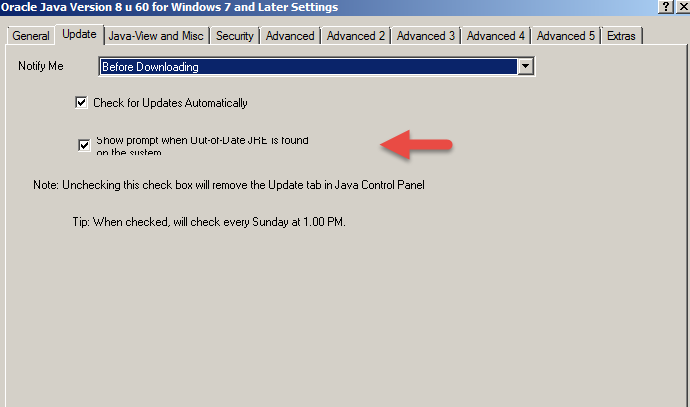 Oracle Java Version 8 u 60 for Windows 7 and Later Settings
General Update Java-View and Misc Security Advanced Advanced 2 Advanced 3 Advanced 4 Advanced 5 Extras
Notify Me Before Downloading
Check for Updates Automatically
Show prompt when Out-of-Date JRE is found
on the system
Note: Unchecking this check box will remove the Update tab in Java Control Panel
Tip: When checked, will check every Sunday at 1.00 PM.